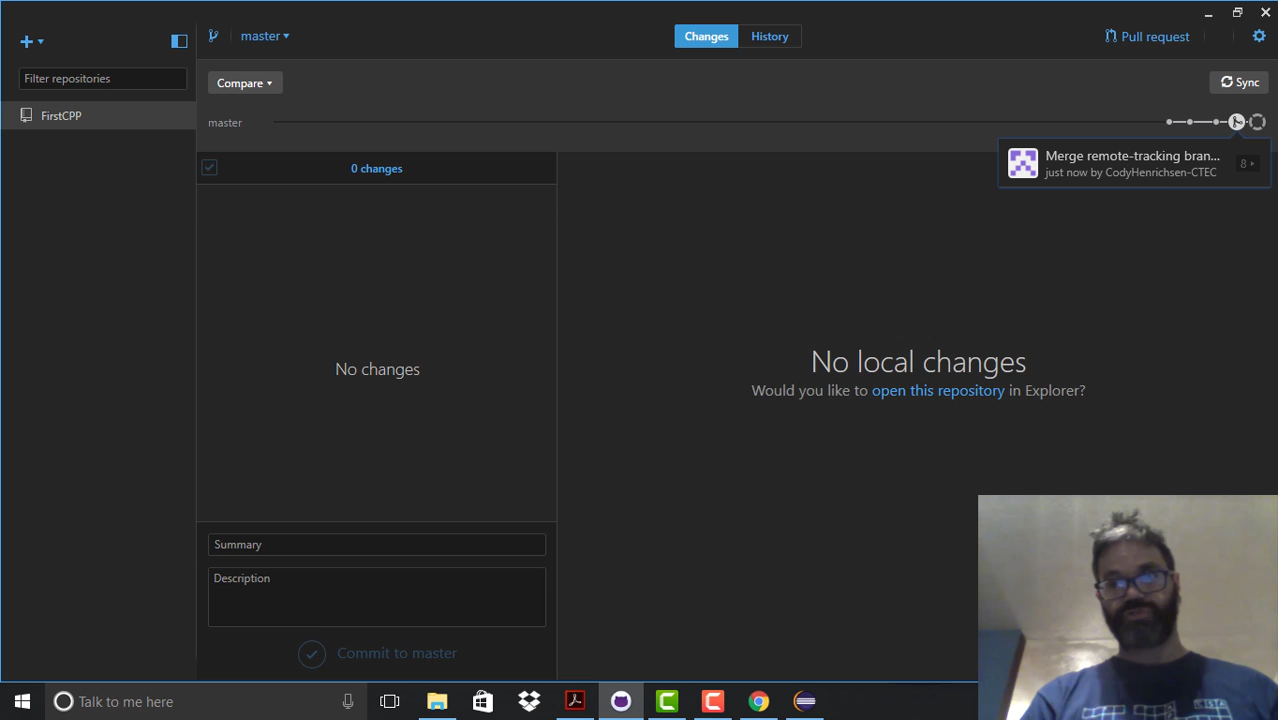 master
Changes
History
Pull request
Filter repositories
Compare
Sync
FirstCPP
master
Merge remote-tracking bran...
just now by CodyHenrichsen-CTEC
8
0 changes
No changes
No local changes
Would you like to open this repository in Explorer?
Summary
Description
Commit to master
Talk to me here